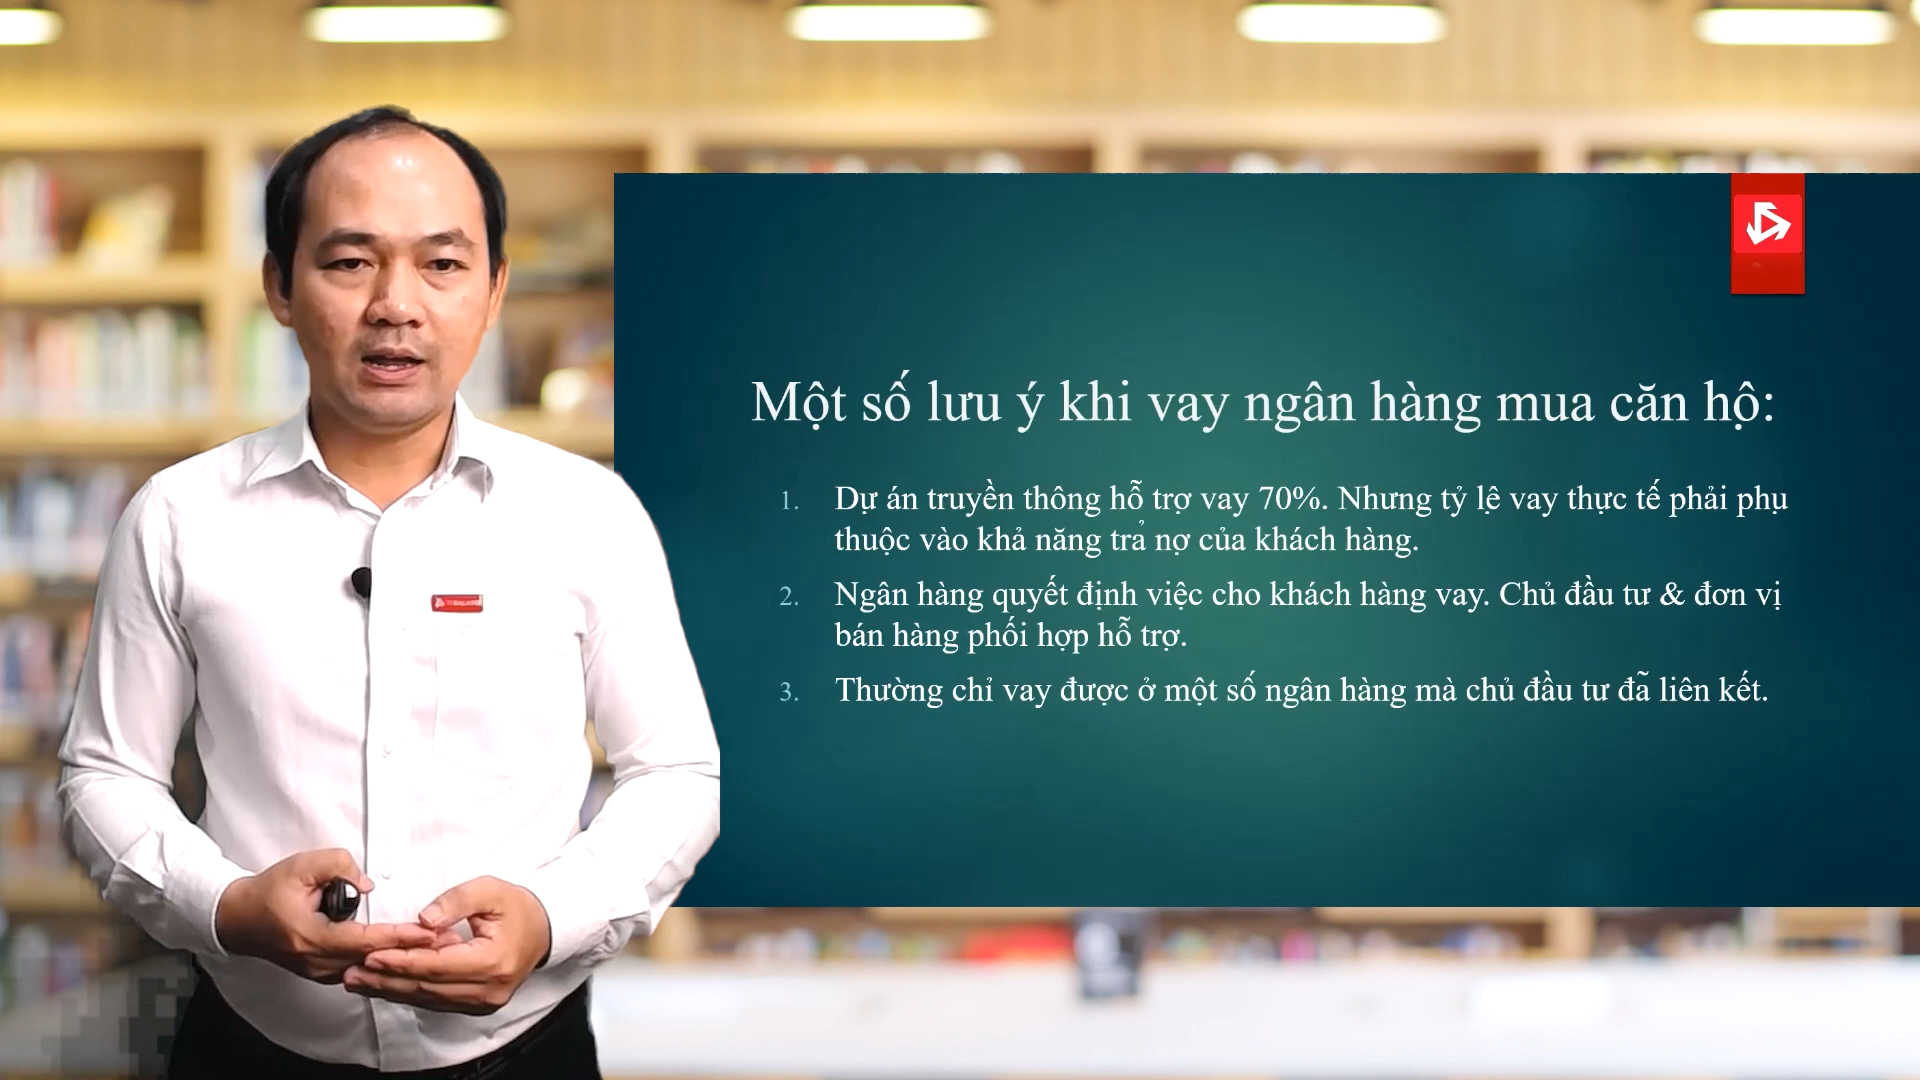 Một số lưu ý khi vay ngân hàng mua căn hộ:
1. Dự án truyền thông hỗ trợ vay 70%. Nhưng tỷ lệ vay thực tế phải phụ
thuộc vào khả năng trả nợ của khách hàng.
2. Ngân hàng quyết định việc cho khách hàng vay. Chủ đầu tư & đơn vị
bán hàng phối hợp hỗ trợ.
3. Thường chỉ vay được ở một số ngân hàng mà chủ đầu tư đã liên kết.